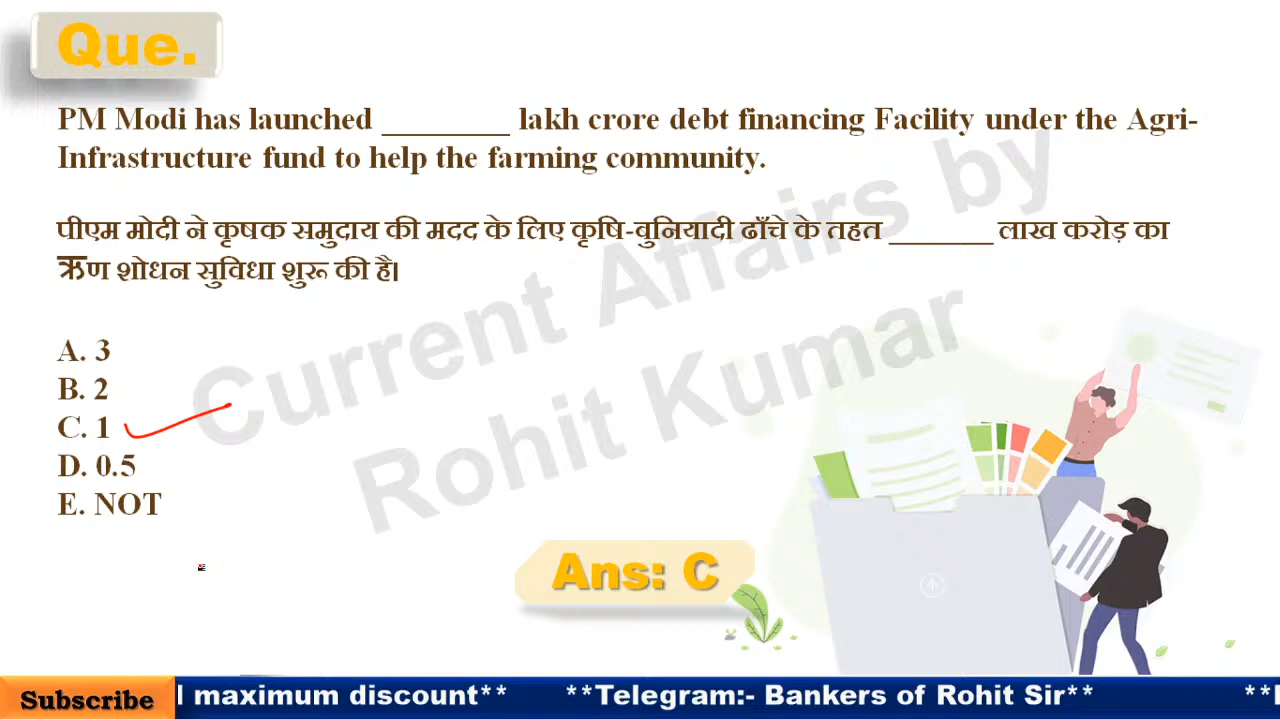 Que.
PM Modi has launched ________ lakh crore debt financing Facility under the Agri-
Infrastructure fund to help the farming community.
पीएम मोदी ने कृषक समुदाय की मदद के लिए कृषि-बुनियादी ढाँचे के तहत _______ लाख करोड़ का
ऋण शोधन सुविधा शुरू की है।
A. 3
B. 2
C. 1
D. 0.5
E. NOT
Current Affairs by
Rohit Kumar
Ans: C
Subscribe
l maximum discount** **Telegram:- Bankers of Rohit Sir** **